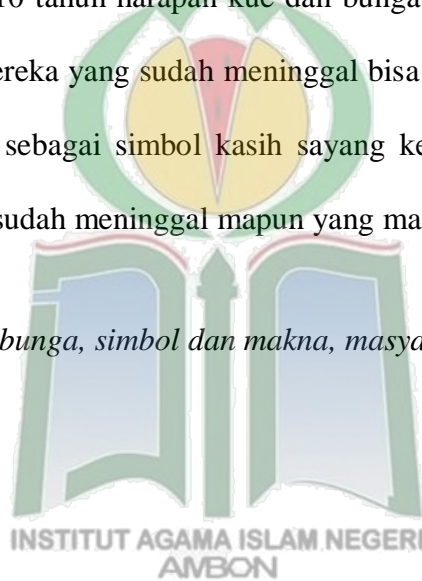 10 tahun harapan kue dan bunga
ereka yang sudah meninggal bisa
sebagai simbol kasih sayang ke
sudah meninggal mapun yang ma
bunga, simbol dan makna, masya
INSTITUT AGAMA ISLAM NEGERI
AMBON